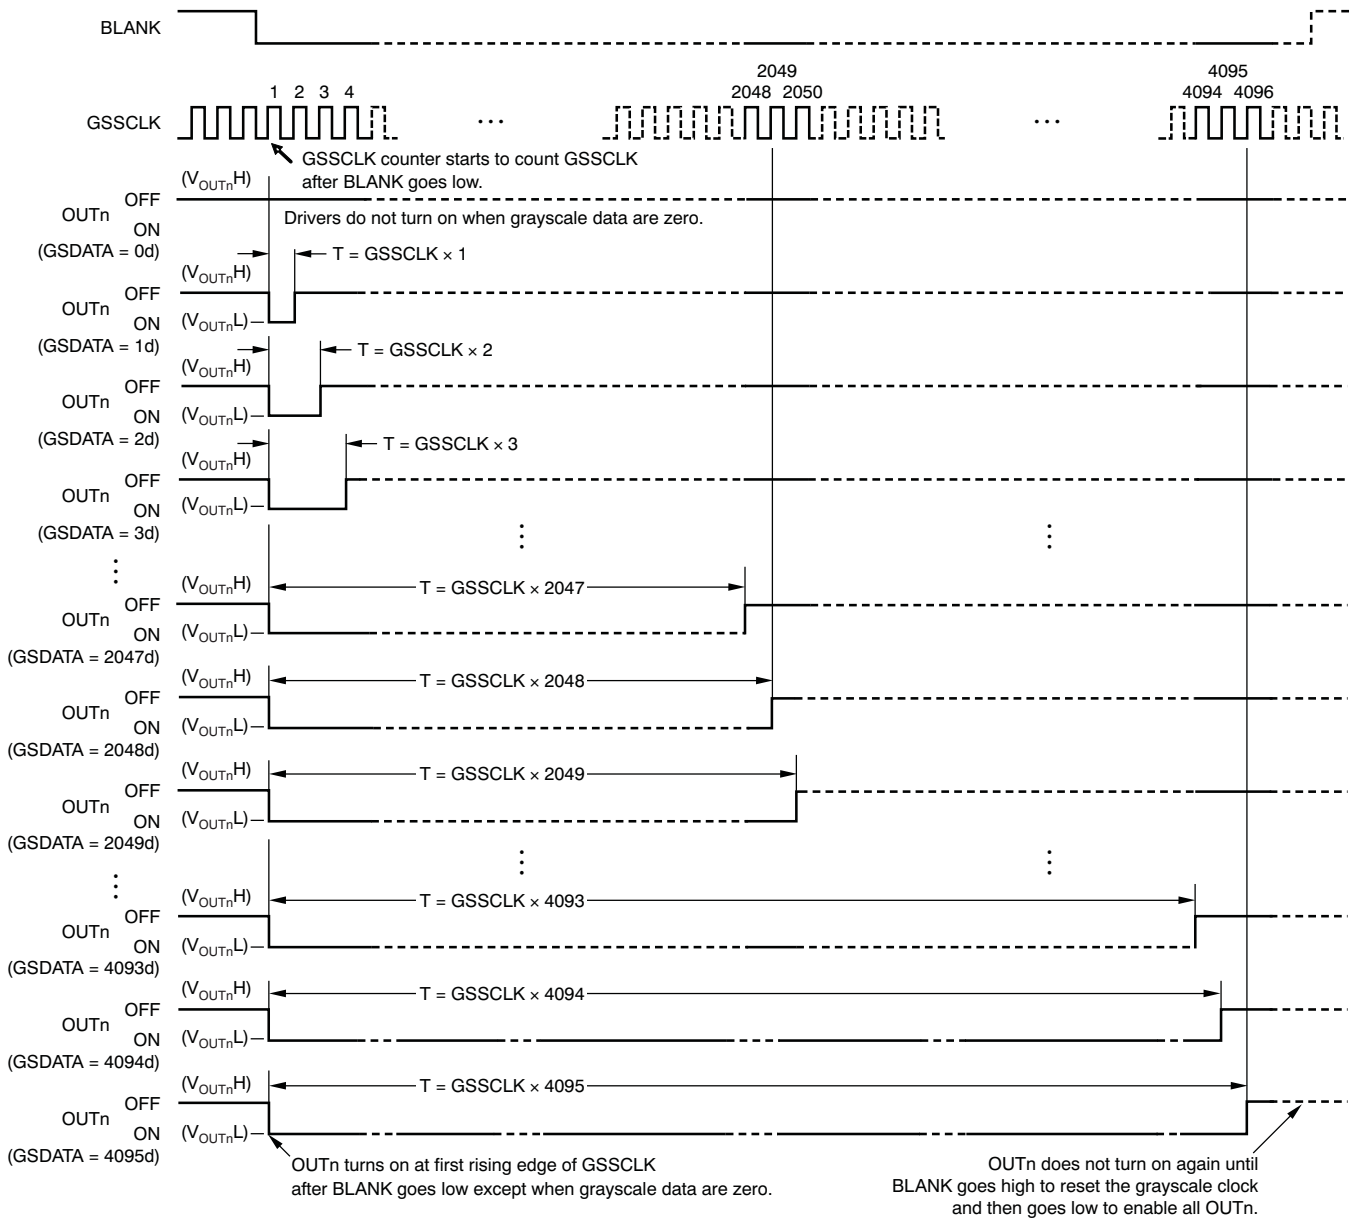 BLANK
2049
4095
1 2 3 4
2048 2050
4094 4096
GSSCLK
...
...
GSSCLK counter starts to count GSSCLK
after BLANK goes low.
(VOUTnH)
OFF
OUTn
ON
Drivers do not turn on when grayscale data are zero.
(GSDATA = 0d)
T = GSSCLK × 1
(VOUTnH)
OFF
OUTn
ON
(VOUTnL)
(GSDATA = 1d)
T = GSSCLK × 2
(VOUTnH)
OFF
OUTn
ON
(VOUTnL)
(GSDATA = 2d)
T = GSSCLK × 3
(VOUTnH)
OFF
OUTn
ON
(VOUTnL)
(GSDATA = 3d)
(VOUTnH)
T = GSSCLK × 2047
OFF
OUTn
ON
(VOUTnL)
(GSDATA = 2047d)
(VOUTnH)
T = GSSCLK × 2048
OFF
OUTn
ON
(VOUTnL)
(GSDATA = 2048d)
(VOUTnH)
T = GSSCLK × 2049
OFF
OUTn
ON
(VOUTnL)
(GSDATA = 2049d)
(VOUTnH)
T = GSSCLK × 4093
OFF
OUTn
ON
(VOUTnL)
(GSDATA = 4093d)
(VOUTnH)
T = GSSCLK × 4094
OFF
OUTn
ON
(VOUTnL)
(GSDATA = 4094d)
(VOUTnH)
T = GSSCLK × 4095
OFF
OUTn
ON
(VOUTnL)
(GSDATA = 4095d)
OUTn turns on at first rising edge of GSSCLK
after BLANK goes low except when grayscale data are zero.
OUTn does not turn on again until
BLANK goes high to reset the grayscale clock
and then goes low to enable all OUTn.